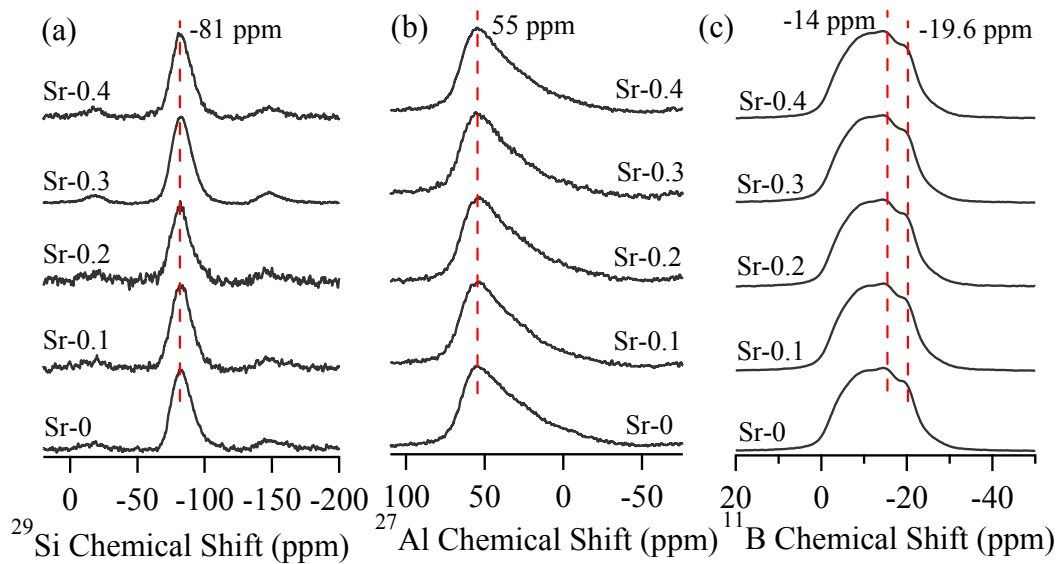 (a)
-81 ppm
Sr-0.4
Sr-0.3
Sr-0.2
Sr-0.1
Sr-0
0 -50 -100 -150 -200
²⁹Si Chemical Shift (ppm)
(b)
55 ppm
Sr-0.4
Sr-0.3
Sr-0.2
Sr-0.1
Sr-0
100 50 0 -50
²⁷Al Chemical Shift (ppm)
(c)
-14 ppm
-19.6 ppm
Sr-0.4
Sr-0.3
Sr-0.2
Sr-0.1
Sr-0
20 0 -20 -40
¹¹B Chemical Shift (ppm)